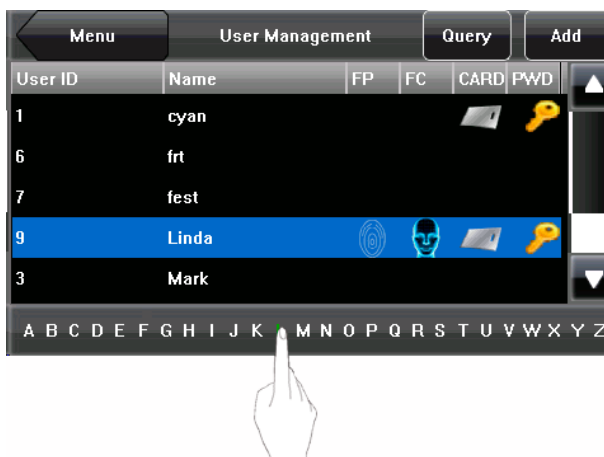 Menu User Management Query Add
User ID Name FP FC CARD PWD
1 cyan
6 frt
7 fest
9 Linda
3 Mark
A B C D E F G H I J K L M N O P Q R S T U V W X Y Z